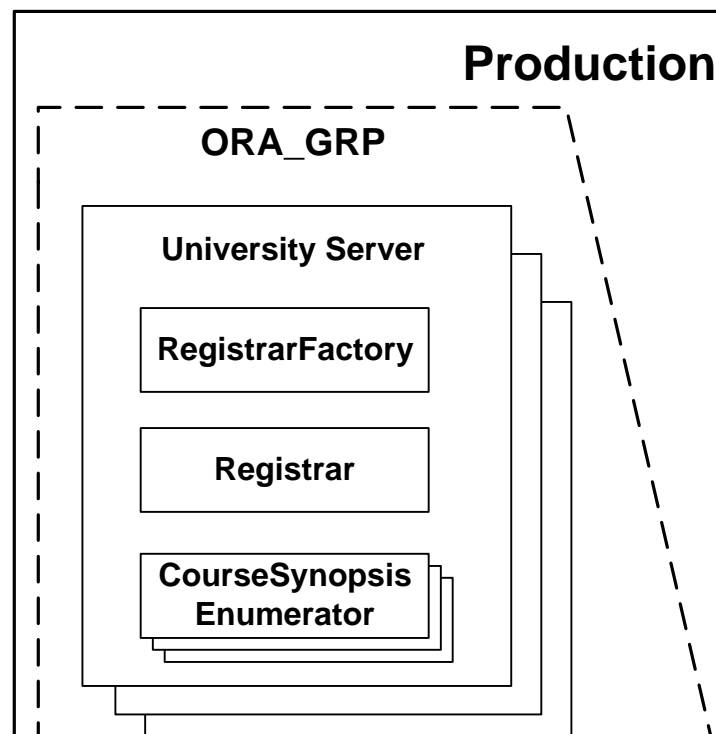 Production
ORA_GRP
University Server
RegistrarFactory
Registrar
CourseSynopsis
Enumerator